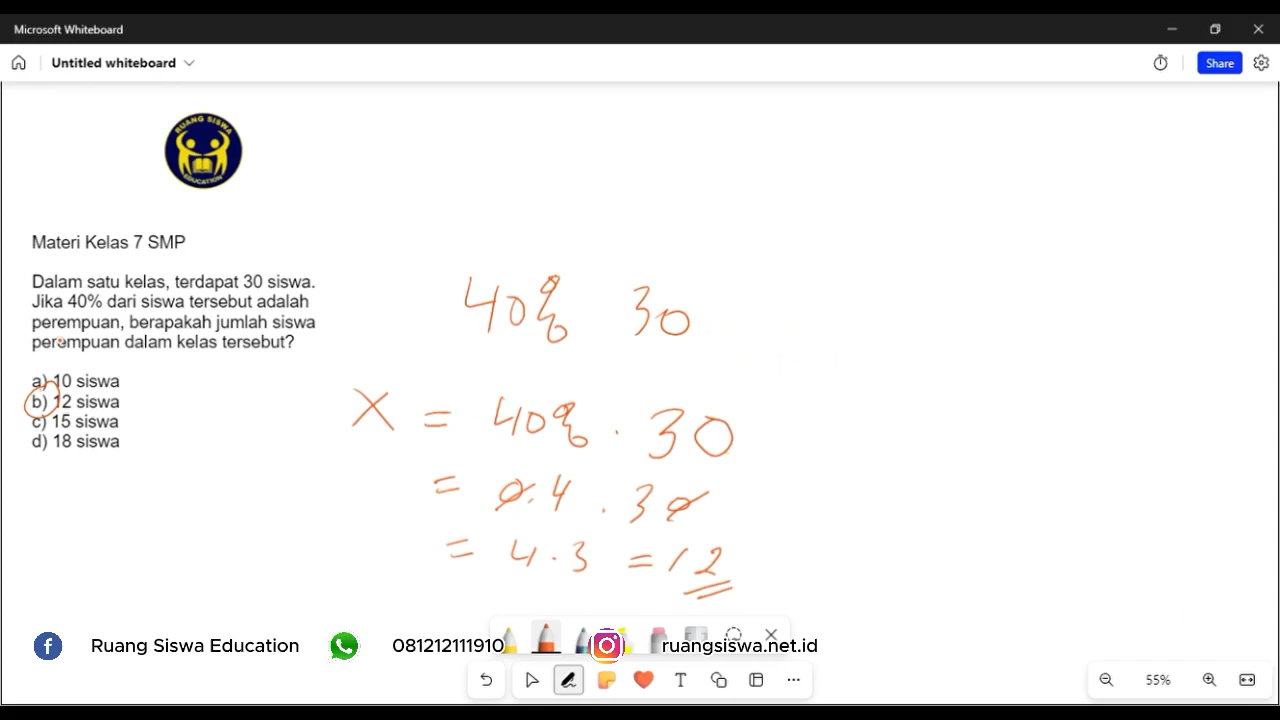 Microsoft Whiteboard
Untitled whiteboard
Share
RUANG SISWA
EDUCATION
Materi Kelas 7 SMP
Dalam satu kelas, terdapat 30 siswa.
Jika 40% dari siswa tersebut adalah
perempuan, berapakah jumlah siswa
perempuan dalam kelas tersebut?
a) 10 siswa
b) 12 siswa
c) 15 siswa
d) 18 siswa
40% 30
X = 40% . 30
= 0.4 . 30
= 4 . 3 = 12
Ruang Siswa Education
081212111910
ruangsiswa.net.id
T
55%